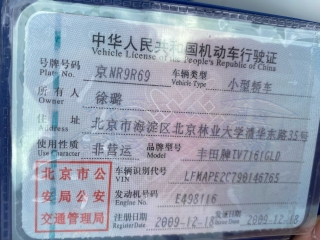 中华人民共和国机动车行驶证
Vehicle License of the People's Republic of China
号牌号码 京NR9R69 车辆类型 小型轿车
Plate No. Vehicle Type
所有人 徐璐
Owner
住址 北京市海淀区北京林业大学清华东路35号
使用性质 非营运 品牌型号 丰田牌TV7161GLD
Use Character Model
北京市公 车辆识别代号 LFMAPE2C790146765
安局公安 VIN
交通管理局 发动机号码 E498116
Engine No.
注册日期 2009-12-18 发证日期 2009-12-18
Register Date Issue Date